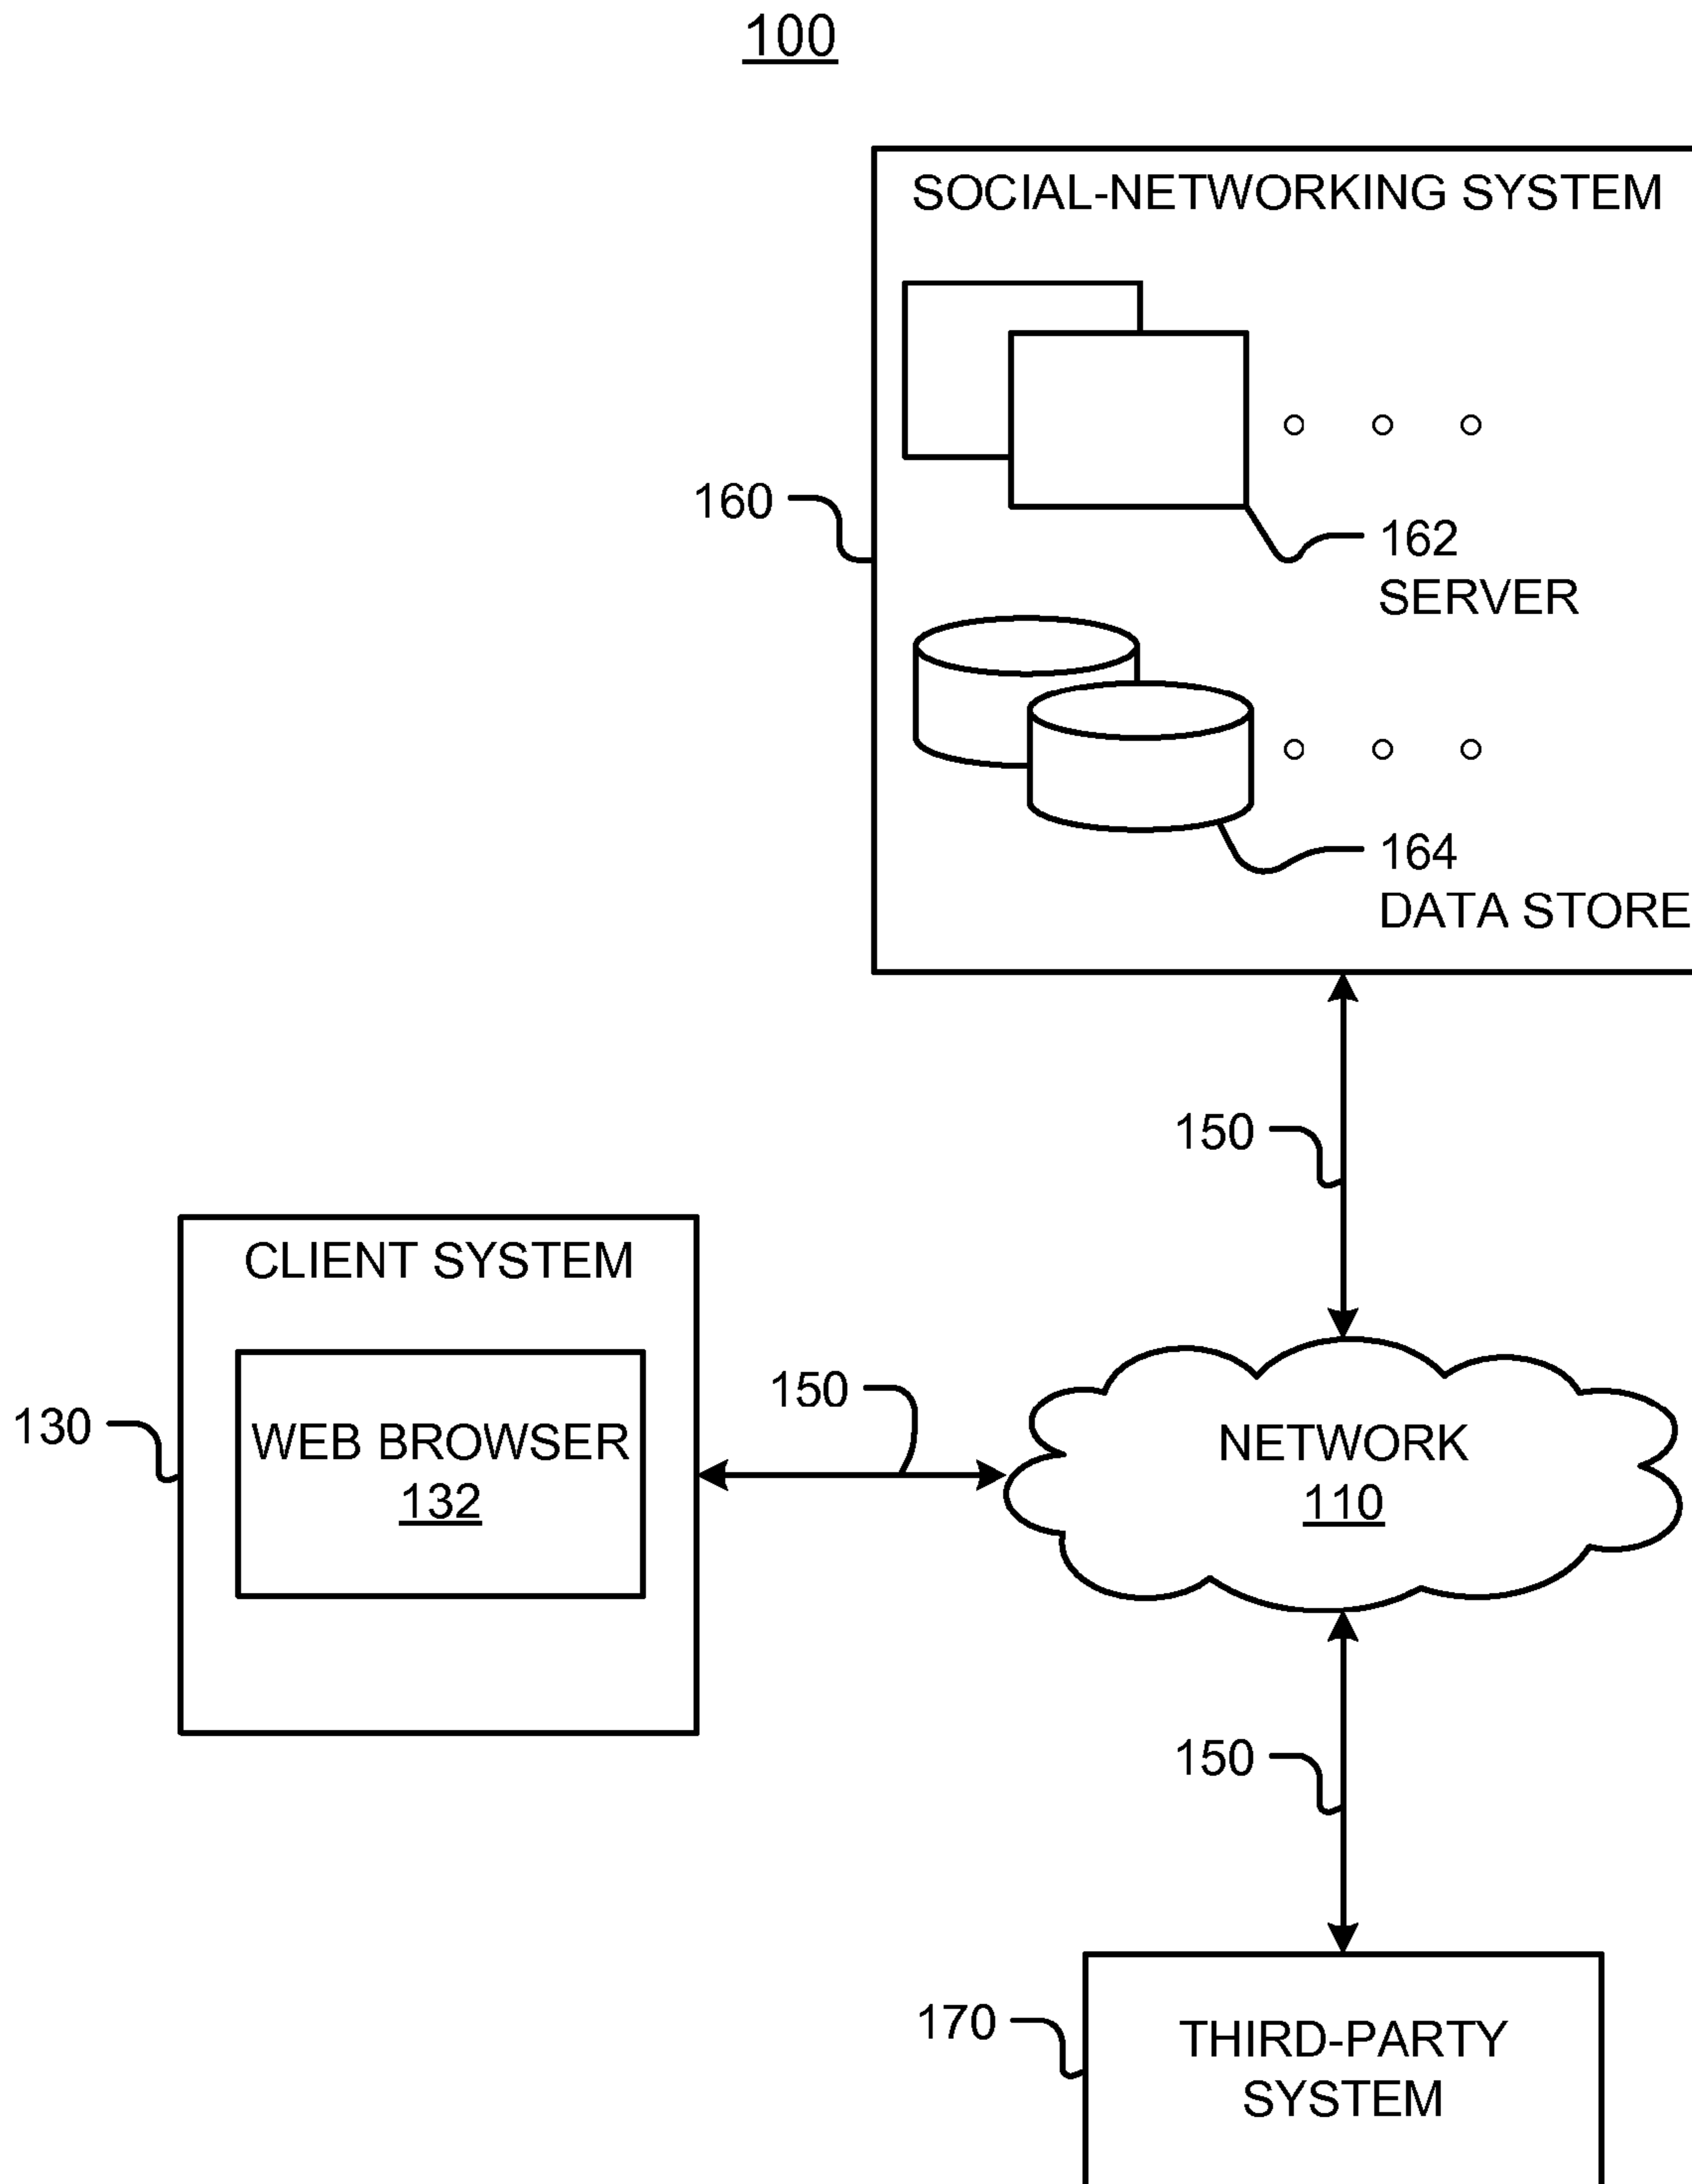 100
SOCIAL-NETWORKING SYSTEM
160
162
SERVER
164
DATA STORE
150
CLIENT SYSTEM
130
WEB BROWSER
132
150
NETWORK
110
150
170
THIRD-PARTY
SYSTEM